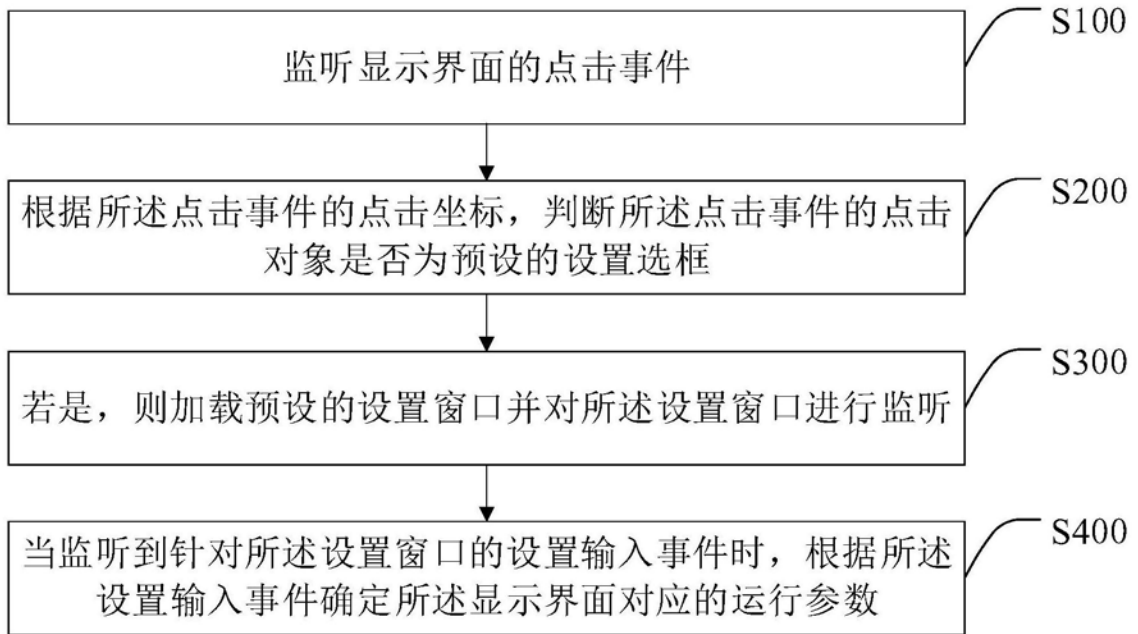 S100
监听显示界面的点击事件
S200
根据所述点击事件的点击坐标，判断所述点击事件的点击
对象是否为预设的设置选框
S300
若是，则加载预设的设置窗口并对所述设置窗口进行监听
S400
当监听到针对所述设置窗口的设置输入事件时，根据所述
设置输入事件确定所述显示界面对应的运行参数